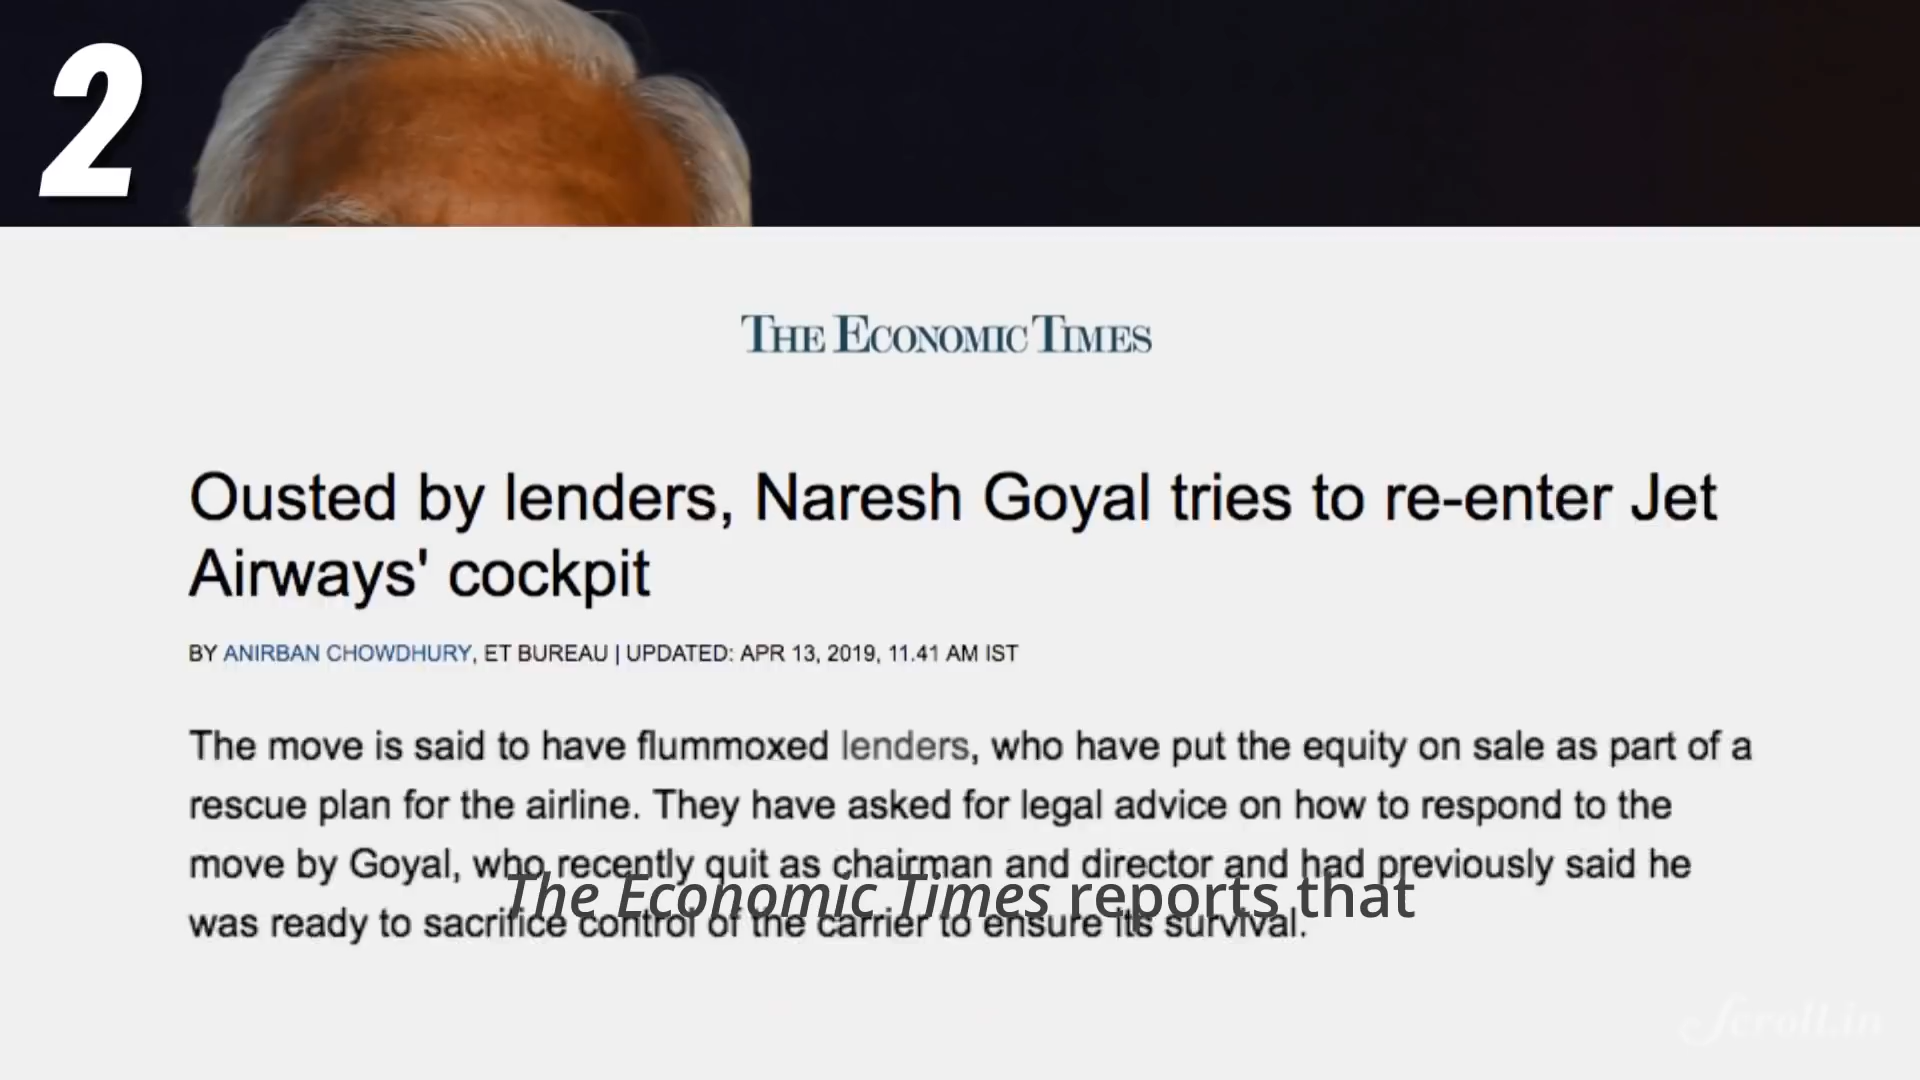 2
THE ECONOMIC TIMES
Ousted by lenders, Naresh Goyal tries to re-enter Jet
Airways' cockpit
BY ANIRBAN CHOWDHURY, ET BUREAU | UPDATED: APR 13, 2019, 11.41 AM IST
The move is said to have flummoxed lenders, who have put the equity on sale as part of a
rescue plan for the airline. They have asked for legal advice on how to respond to the
move by Goyal, who recently quit as chairman and director and had previously said he
The Economic Times reports that
was ready to sacrifice control of the carrier to ensure its survival.
Scroll.in